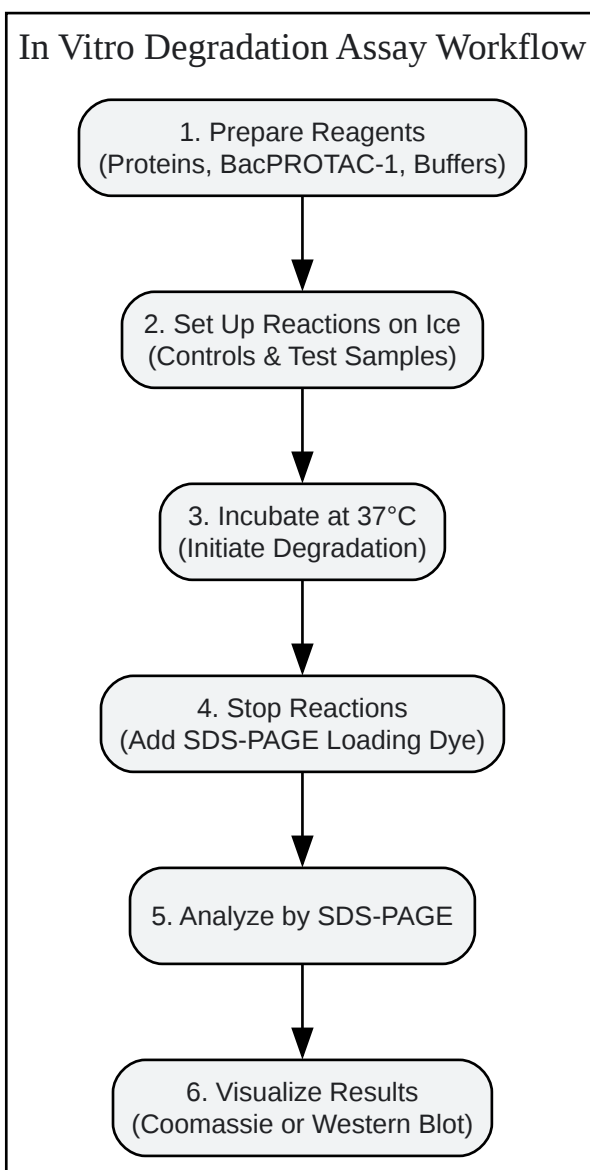 In Vitro Degradation Assay Workflow
1. Prepare Reagents
(Proteins, BacPROTAC-1, Buffers)
2. Set Up Reactions on Ice
(Controls & Test Samples)
3. Incubate at 37°C
(Initiate Degradation)
4. Stop Reactions
(Add SDS-PAGE Loading Dye)
5. Analyze by SDS-PAGE
6. Visualize Results
(Coomassie or Western Blot)